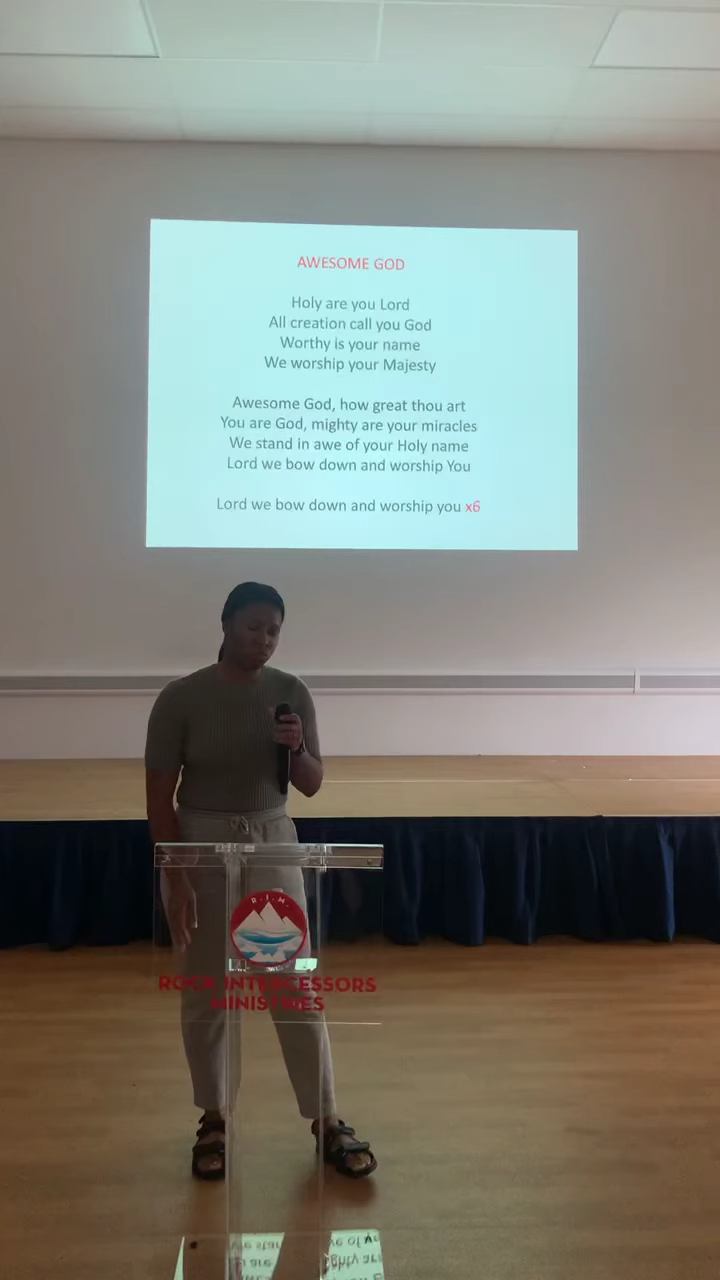 AWESOME GOD
Holy are you Lord
All creation call you God
Worthy is your name
We worship your Majesty
Awesome God, how great thou art
You are God, mighty are your miracles
We stand in awe of your Holy name
Lord we bow down and worship You
Lord we bow down and worship you x6
R.I.M.
ROCK INTERCESSORS
MINISTRIES